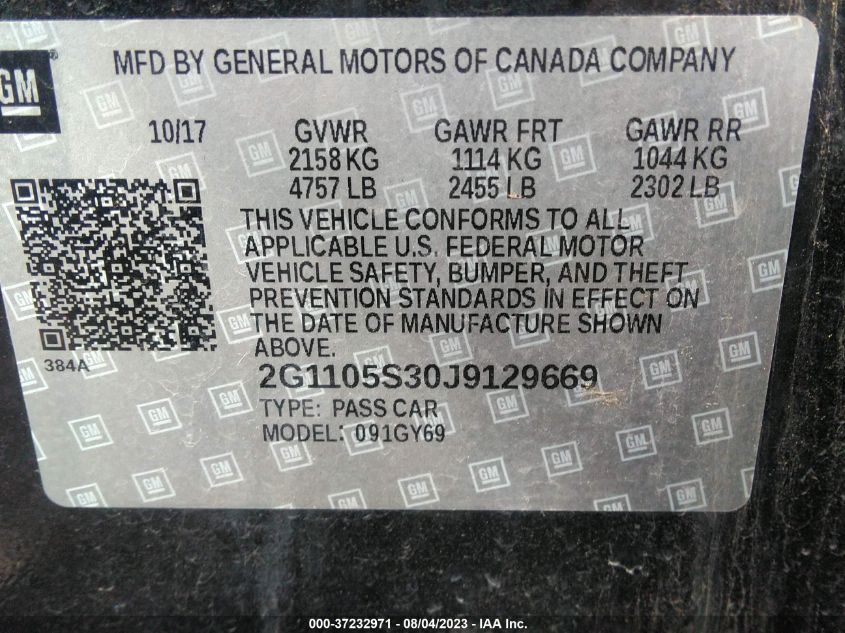 GM
MFD BY GENERAL MOTORS OF CANADA COMPANY
10/17 GVWR GAWR FRT GAWR RR
2158 KG 1114 KG 1044 KG
4757 LB 2455 LB 2302 LB
THIS VEHICLE CONFORMS TO ALL
APPLICABLE U.S. FEDERAL MOTOR
VEHICLE SAFETY, BUMPER, AND THEFT
PREVENTION STANDARDS IN EFFECT ON
THE DATE OF MANUFACTURE SHOWN
ABOVE.
384A
2G1105S30J9129669
TYPE: PASS CAR
MODEL: 091GY69
000-37232971 - 08/04/2023 - IAA Inc.